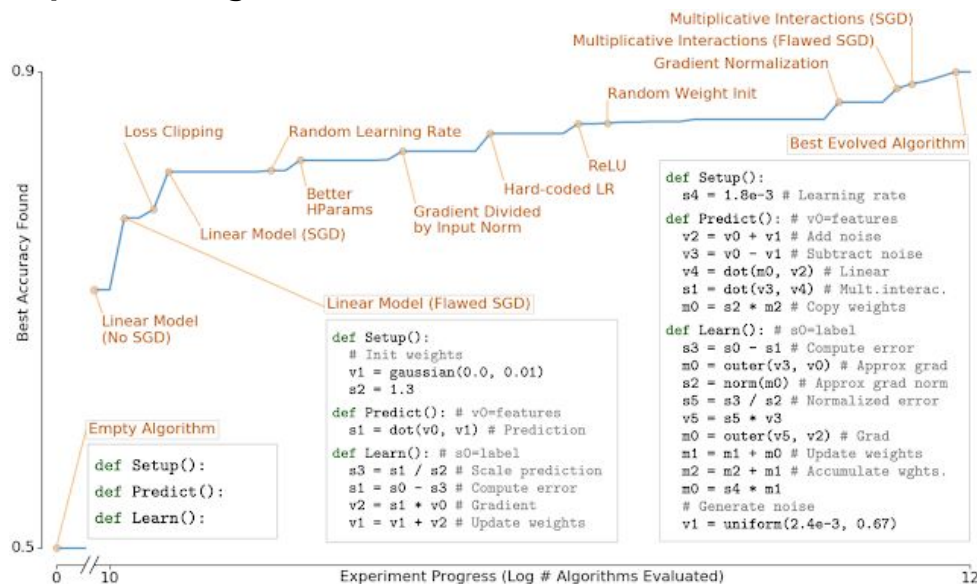 Multiplicative Interactions (SGD)
Multiplicative Interactions (Flawed SGD)
Gradient Normalization
0.9
Random Weight Init
Loss Clipping
Random Learning Rate
Best Evolved Algorithm
ReLU
Better
HParams
Hard-coded LR
Gradient Divided
by Input Norm
Linear Model (SGD)
Best Accuracy Found
Linear Model (Flawed SGD)
Linear Model
(No SGD)
def Setup():
s4 = 1.8e-3 # Learning rate
def Predict(): # v0=features
v2 = v0 + v1 # Add noise
v3 = v0 - v1 # Subtract noise
v4 = dot(m0, v2) # Linear
s1 = dot(v3, v4) # Mult.interac.
m0 = s2 * m2 # Copy weights
def Learn(): # s0=label
s3 = s0 - s1 # Compute error
m0 = outer(v3, v0) # Approx grad
s2 = norm(m0) # Approx grad norm
s5 = s3 / s2 # Normalized error
v5 = s5 * v3
m0 = outer(v5, v2) # Grad
m1 = m1 + m0 # Update weights
m2 = m2 + m1 # Accumulate wghts.
m0 = s4 * m1
# Generate noise
v1 = uniform(2.4e-3, 0.67)
def Setup():
# Init weights
v1 = gaussian(0.0, 0.01)
s2 = 1.3
def Predict(): # v0=features
s1 = dot(v0, v1) # Prediction
def Learn(): # s0=label
s3 = s1 / s2 # Scale prediction
s1 = s0 - s3 # Compute error
v2 = s1 * v0 # Gradient
v1 = v1 + v2 # Update weights
Empty Algorithm
def Setup():
def Predict():
def Learn():
0.5
0
10
Experiment Progress (Log # Algorithms Evaluated)
12